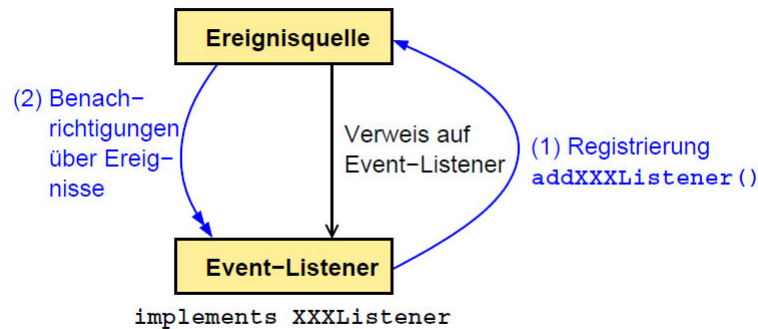 Ereignisquelle
(2) Benach−
richtigungen
über Ereig−
nisse
Verweis auf
Event−Listener
(1) Registrierung
addXXXListener()
Event−Listener
implements XXXListener